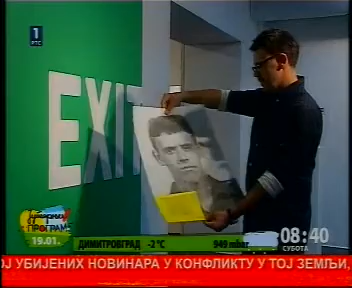 1
РТС
EXIT
Јутарњи
ПРОГРАМ
19.01.
ДИМИТРОВГРАД -2°C 949 mbar
08:40
СУБОТА
ОЈ УБИЈЕНИХ НОВИНАРА У КОНФЛИКТУ У ТОЈ ЗЕМЉИ,